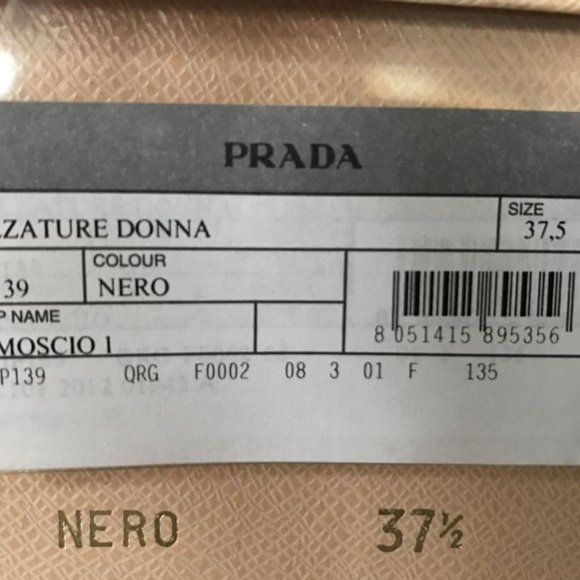 PRADA
ZATURE DONNA
SIZE
37,5
39
COLOUR
NERO
P NAME
MOSCIO 1
8 051415 895356
P139 QRG F0002 08 3 01 F 135
NERO 37½